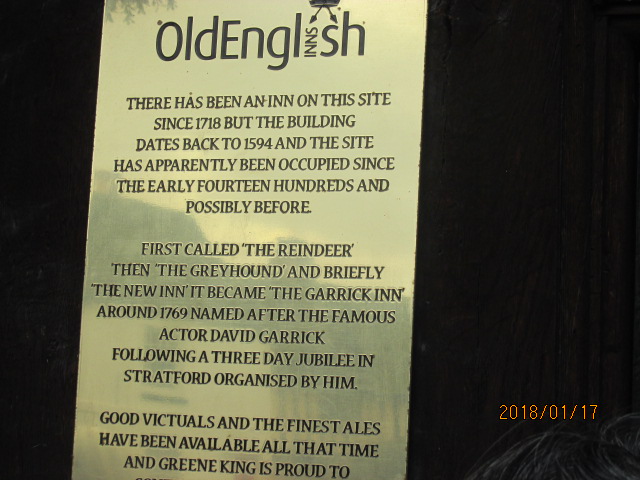 OldEnglish
INNS
THERE HAS BEEN AN INN ON THIS SITE
SINCE 1718 BUT THE BUILDING
DATES BACK TO 1594 AND THE SITE
HAS APPARENTLY BEEN OCCUPIED SINCE
THE EARLY FOURTEEN HUNDREDS AND
POSSIBLY BEFORE.
FIRST CALLED 'THE REINDEER'
THEN 'THE GREYHOUND' AND BRIEFLY
'THE NEW INN' IT BECAME 'THE GARRICK INN'
AROUND 1769 NAMED AFTER THE FAMOUS
ACTOR DAVID GARRICK
FOLLOWING A THREE DAY JUBILEE IN
STRATFORD ORGANISED BY HIM.
GOOD VICTUALS AND THE FINEST ALES
HAVE BEEN AVAILABLE ALL THAT TIME
AND GREENE KING IS PROUD TO
2018/01/17